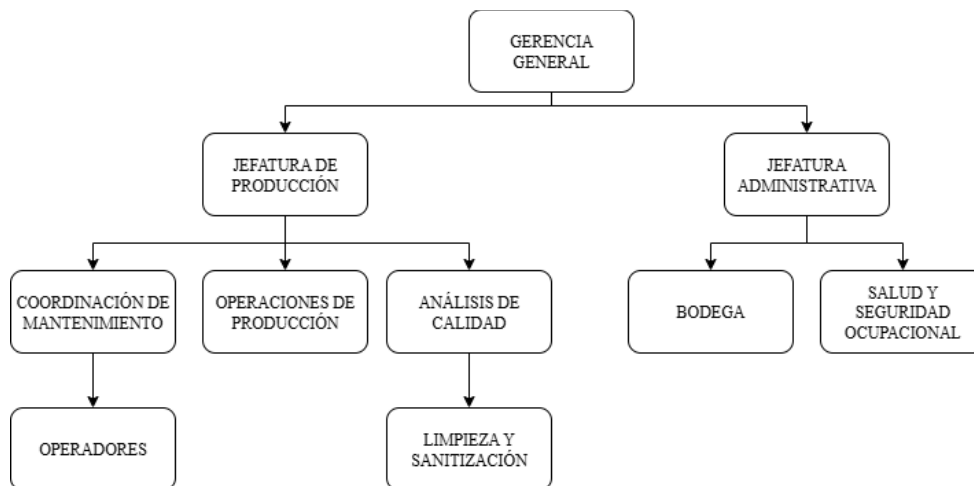 GERENCIA
GENERAL
JEFATURA DE
PRODUCCIÓN
JEFATURA
ADMINISTRATIVA
COORDINACIÓN DE
MANTENIMIENTO
OPERACIONES DE
PRODUCCIÓN
ANÁLISIS DE
CALIDAD
BODEGA
SALUD Y
SEGURIDAD
OCUPACIONAL
OPERADORES
LIMPIEZA Y
SANITIZACIÓN